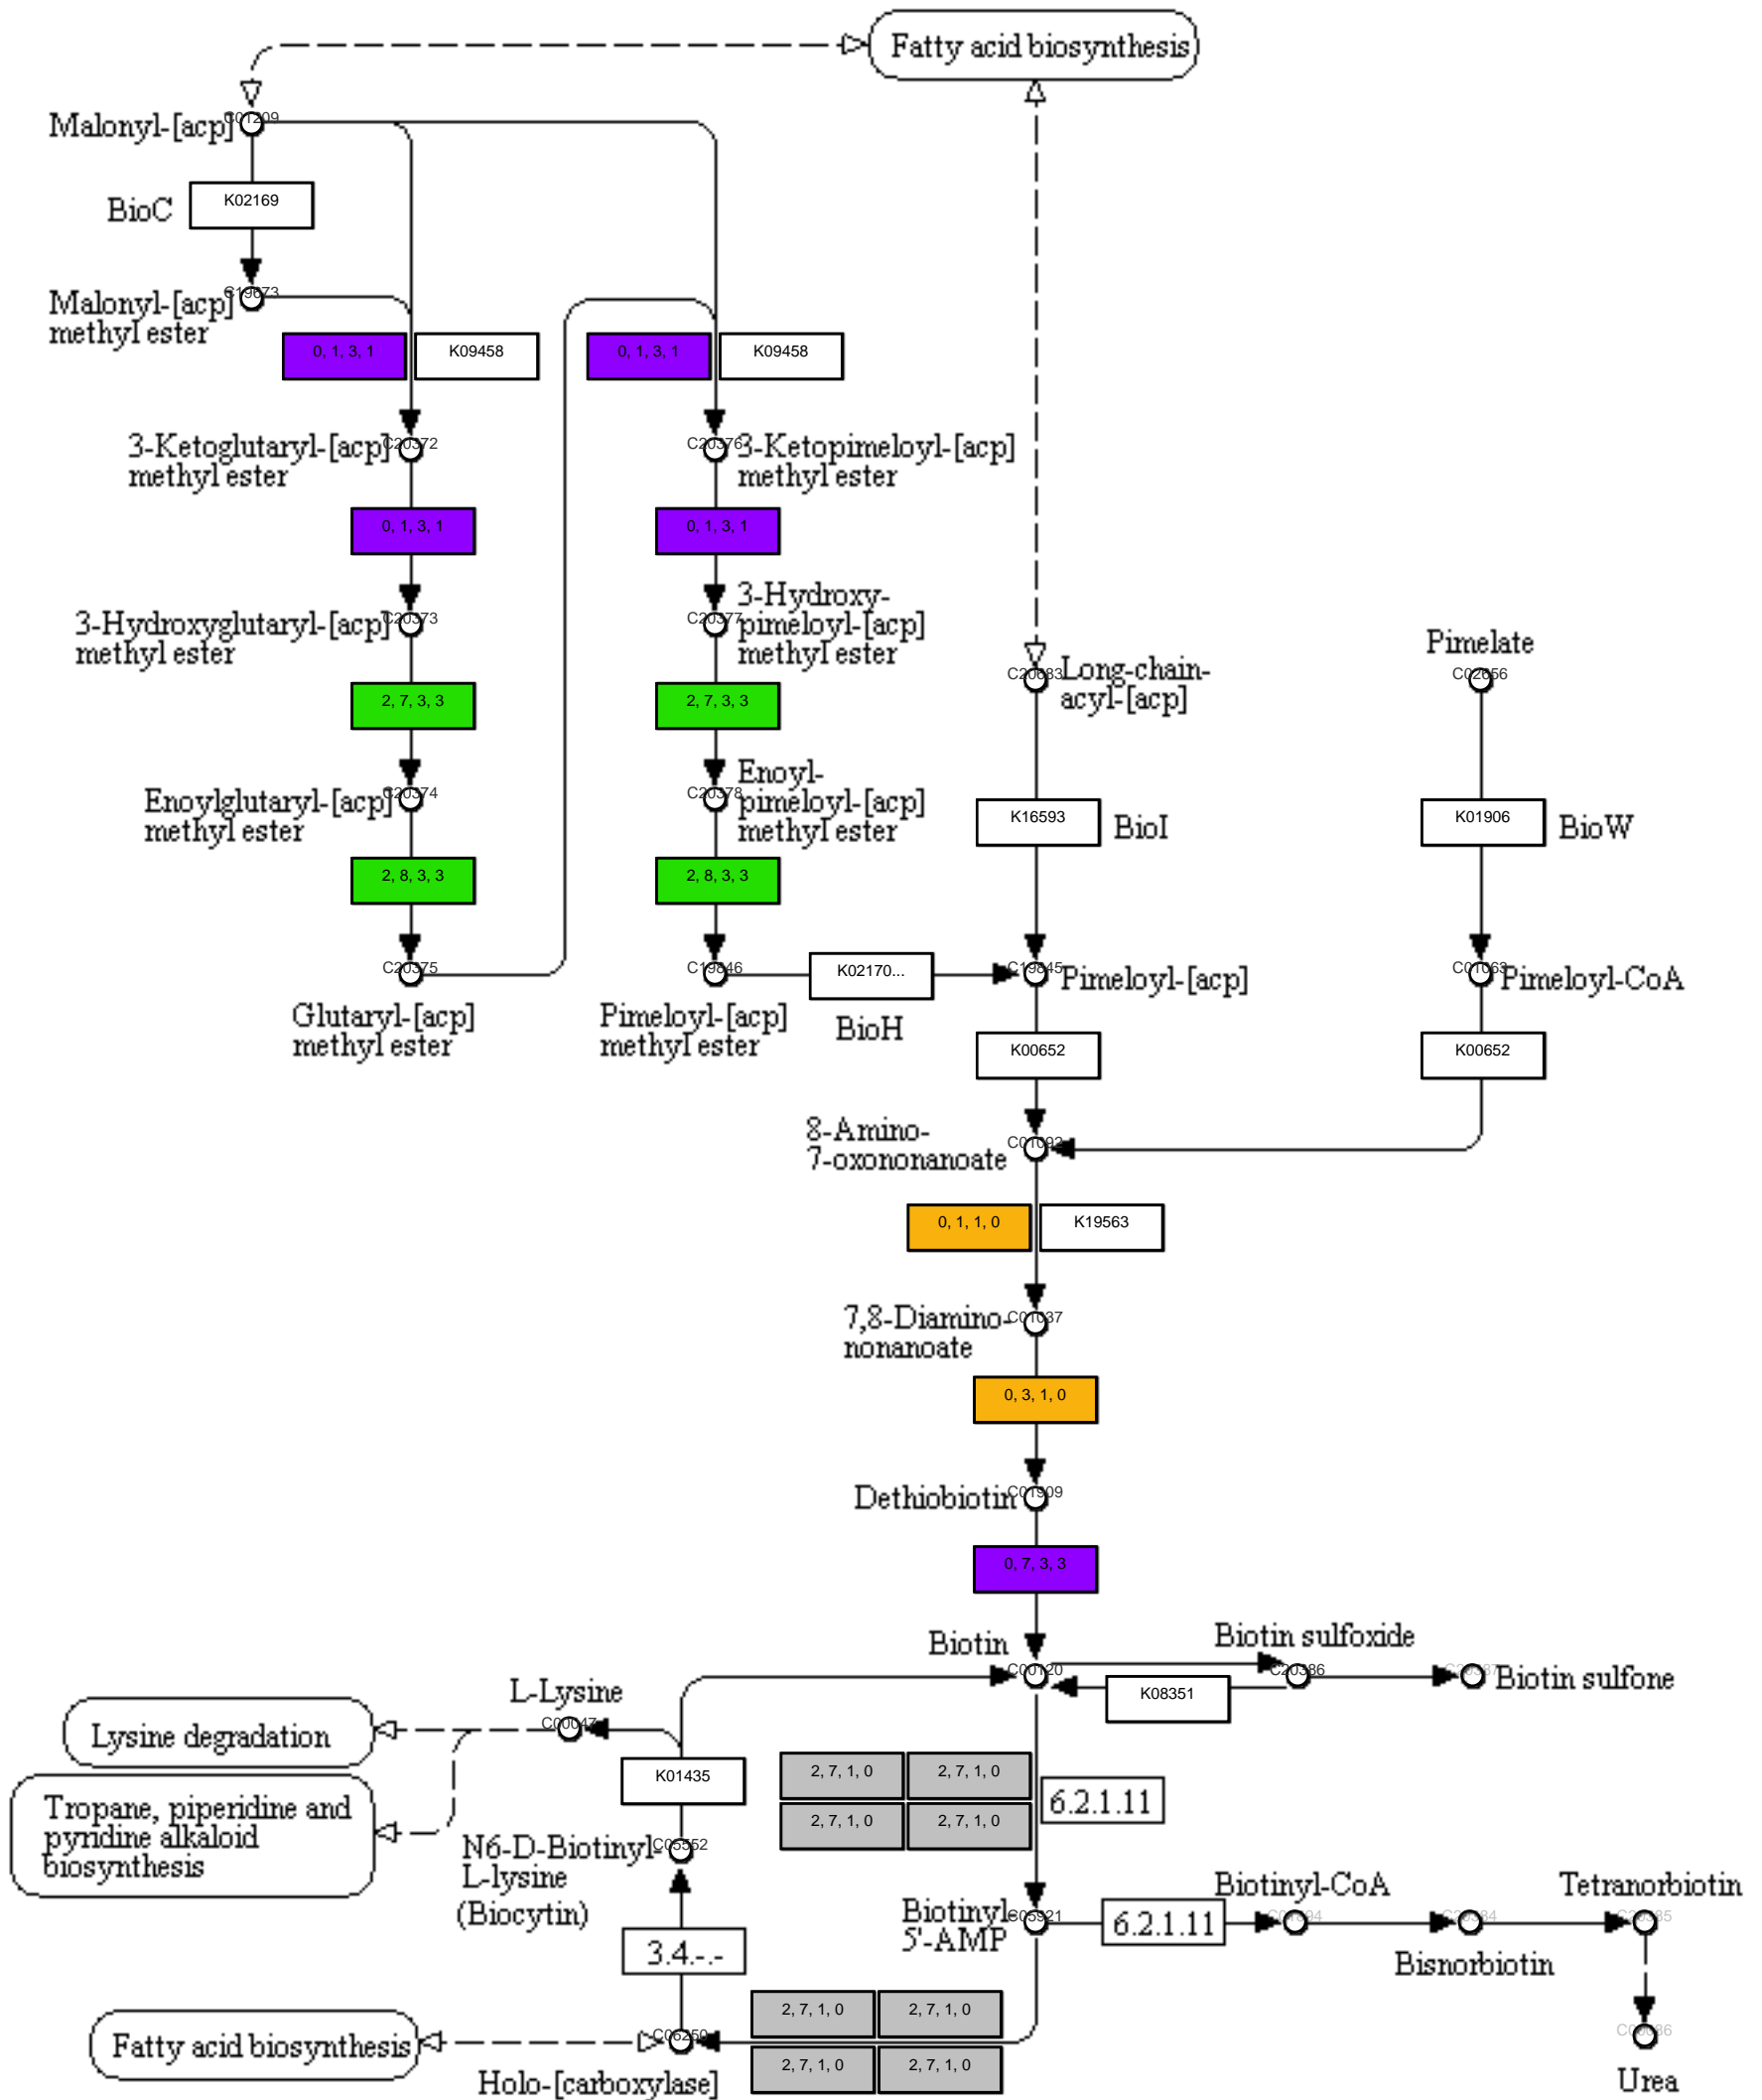 Fatty acid biosynthesis
Malonyl-[acp]
C01209
BioC
K02169
Malonyl-[acp]
methyl ester
C19673
0, 1, 3, 1
K09458
0, 1, 3, 1
K09458
3-Ketoglutaryl-[acp]
methyl ester
C20372
C20376
3-Ketopimeloyl-[acp]
methyl ester
0, 1, 3, 1
0, 1, 3, 1
3-Hydroxyglutaryl-[acp]
methyl ester
C20373
C20377
3-Hydroxy-
pimeloyl-[acp]
methyl ester
C20683
Long-chain-
acyl-[acp]
Pimelate
C02656
2, 7, 3, 3
2, 7, 3, 3
Enoylglutaryl-[acp]
methyl ester
C20374
C20378
Enoyl-
pimeloyl-[acp]
methyl ester
K16593
BioI
K01906
BioW
2, 8, 3, 3
2, 8, 3, 3
C20375
Glutaryl-[acp]
methyl ester
C19846
Pimeloyl-[acp]
methyl ester
K02170...
BioH
C19845
Pimeloyl-[acp]
C01063
Pimeloyl-CoA
K00652
K00652
8-Amino-
7-oxononanoate
C01092
0, 1, 1, 0
K19563
7,8-Diamino-
nonanoate
C01037
0, 3, 1, 0
Dethiobiotin
C01909
0, 7, 3, 3
Biotin
C00120
Biotin sulfoxide
C20386
C20387
Biotin sulfone
K08351
L-Lysine
C00047
Lysine degradation
K01435
Tropane, piperidine and
pyridine alkaloid
biosynthesis
2, 7, 1, 0
2, 7, 1, 0
2, 7, 1, 0
2, 7, 1, 0
6.2.1.11
N6-D-Biotinyl-
L-lysine
(Biocytin)
C05552
Biotinyl-
5'-AMP
C05921
6.2.1.11
Biotinyl-CoA
C01894
C20384
Bisnorbiotin
Tetranorbiotin
C20385
3.4.-.-
2, 7, 1, 0
2, 7, 1, 0
2, 7, 1, 0
2, 7, 1, 0
Fatty acid biosynthesis
C06250
Holo-[carboxylase]
C00086
Urea